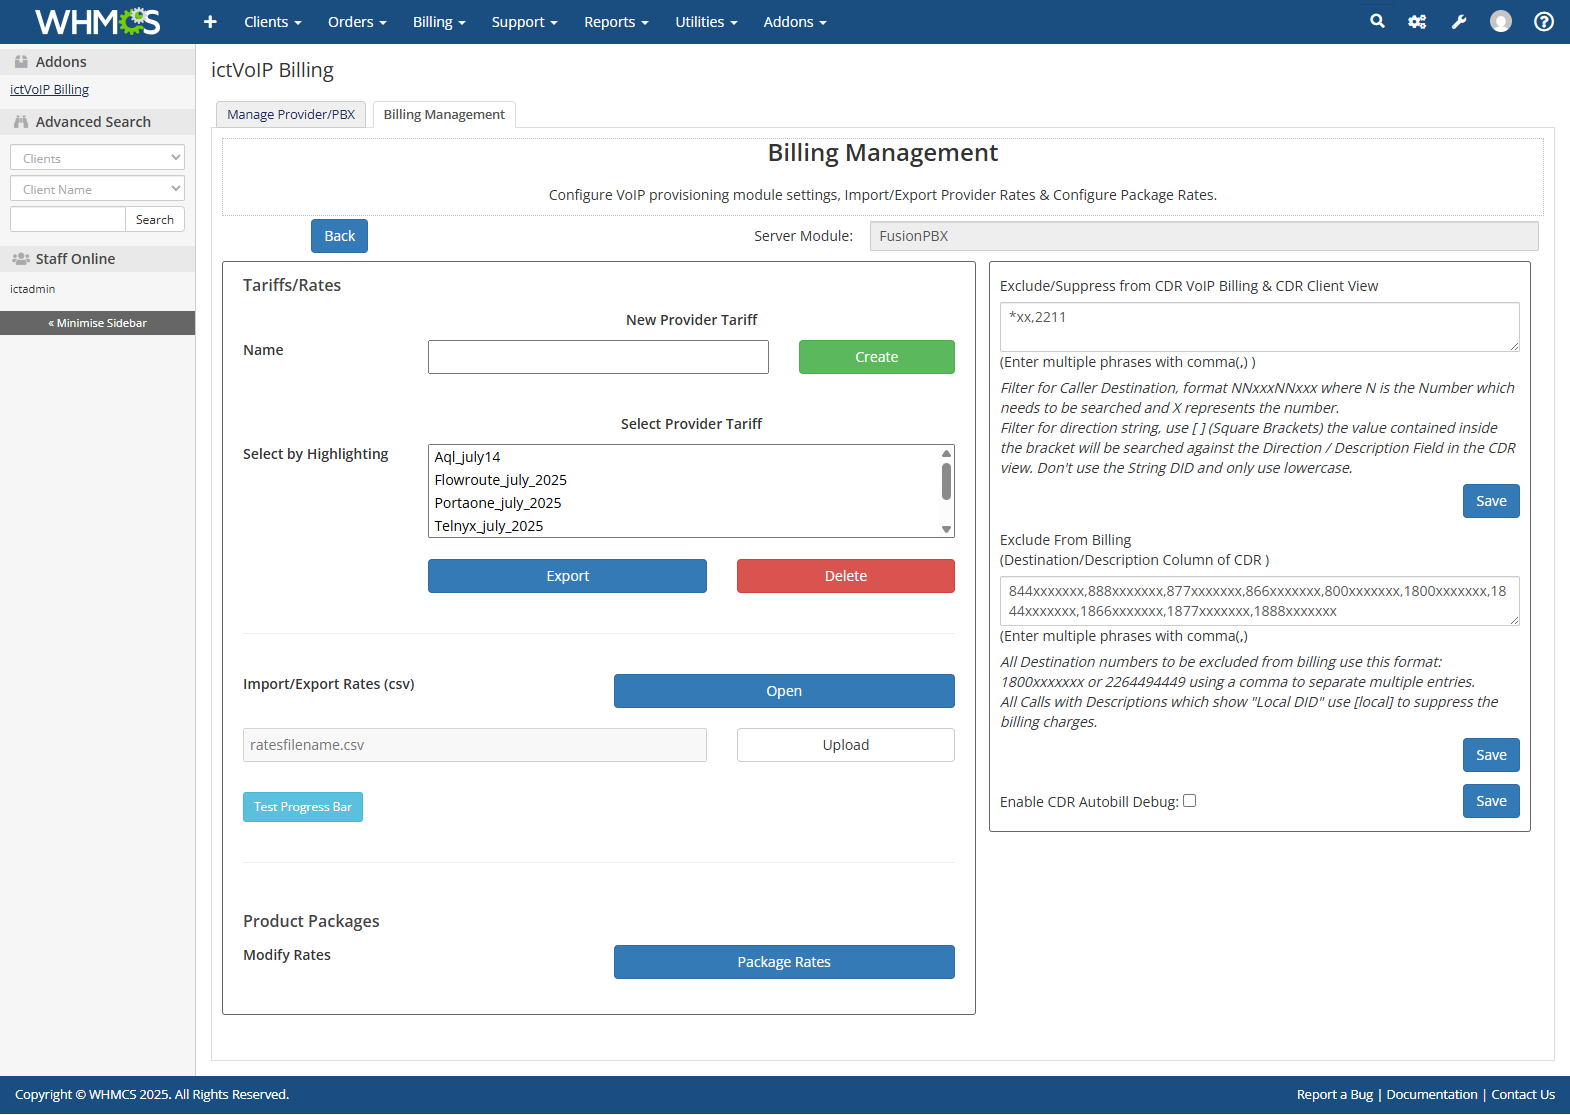 WHMCS
Clients
Orders
Billing
Support
Reports
Utilities
Addons
Addons
ictVoIP Billing
Advanced Search
Clients
Client Name
Search
Staff Online
ictadmin
« Minimise Sidebar
ictVoIP Billing
Manage Provider/PBX
Billing Management
Billing Management
Configure VoIP provisioning module settings, Import/Export Provider Rates & Configure Package Rates.
Back
Server Module:
FusionPBX
Tariffs/Rates
New Provider Tariff
Name
Create
Select Provider Tariff
Select by Highlighting
Aql_july14
Flowroute_july_2025
Portaone_july_2025
Telnyx_july_2025
Export
Delete
Import/Export Rates (csv)
Open
ratesfilename.csv
Upload
Test Progress Bar
Product Packages
Modify Rates
Package Rates
Exclude/Suppress from CDR VoIP Billing & CDR Client View
*xx,2211
(Enter multiple phrases with comma(,) )
Filter for Caller Destination, format NNxxxNNxxx where N is the Number which
needs to be searched and X represents the number.
Filter for direction string, use [ ] (Square Brackets) the value contained inside
the bracket will be searched against the Direction / Description Field in the CDR
view. Don't use the String DID and only use lowercase.
Save
Exclude From Billing
(Destination/Description Column of CDR )
844xxxxxxx,888xxxxxxx,877xxxxxxx,866xxxxxxx,800xxxxxxx,1800xxxxxxx,18
44xxxxxxx,1866xxxxxxx,1877xxxxxxx,1888xxxxxxx
(Enter multiple phrases with comma(,)
All Destination numbers to be excluded from billing use this format:
1800xxxxxxx or 2264494449 using a comma to separate multiple entries.
All Calls with Descriptions which show "Local DID" use [local] to suppress the
billing charges.
Save
Enable CDR Autobill Debug:
Save
Copyright © WHMCS 2025. All Rights Reserved.
Report a Bug | Documentation | Contact Us